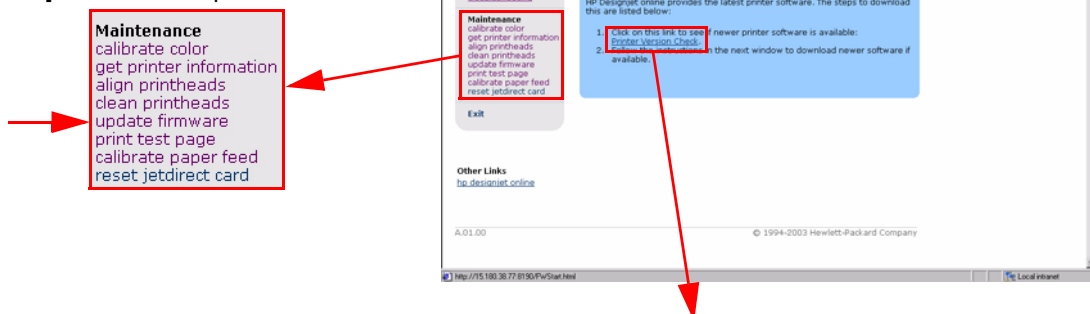 Maintenance
calibrate color
get printer information
align printheads
clean printheads
update firmware
print test page
calibrate paper feed
reset jetdirect card
Maintenance
calibrate color
get printer information
align printheads
clean printheads
update firmware
print test page
calibrate paper feed
reset jetdirect card
Exit
Other Links
hp designjet online
HP Designjet online provides the latest printer software. The steps to download
this are listed below:
1. Click on this link to see if newer printer software is available:
Printer Version Check.
2. Follow the instructions in the next window to download newer software if
available.
A.01.00
© 1994-2003 Hewlett-Packard Company
http://15.180.38.77:8190/FWStart.html
Local intranet